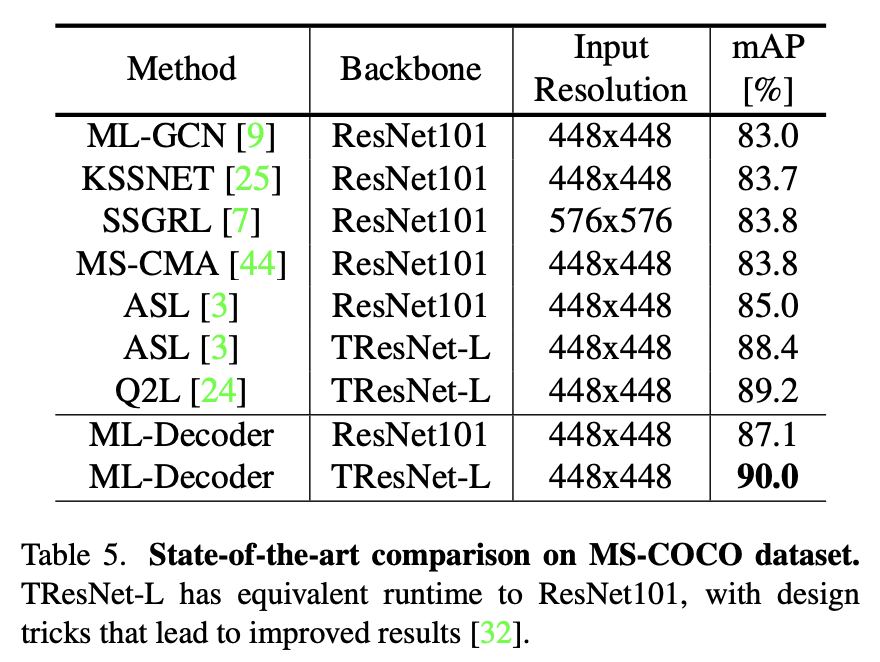 Method Backbone Input Resolution mAP [%]
ML-GCN [9] ResNet101 448x448 83.0
KSSNET [25] ResNet101 448x448 83.7
SSGRL [7] ResNet101 576x576 83.8
MS-CMA [44] ResNet101 448x448 83.8
ASL [3] ResNet101 448x448 85.0
ASL [3] TResNet-L 448x448 88.4
Q2L [24] TResNet-L 448x448 89.2
ML-Decoder ResNet101 448x448 87.1
ML-Decoder TResNet-L 448x448 90.0
Table 5. State-of-the-art comparison on MS-COCO dataset.
TResNet-L has equivalent runtime to ResNet101, with design
tricks that lead to improved results [32].